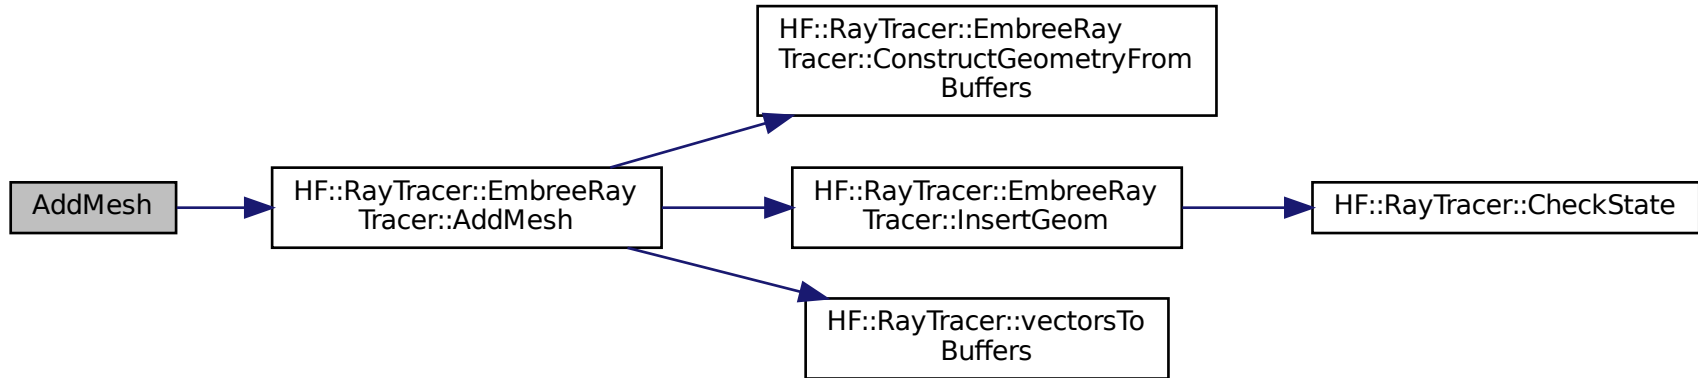 HF::RayTracer::EmbreeRay
Tracer::ConstructGeometryFrom
Buffers
AddMesh
HF::RayTracer::EmbreeRay
Tracer::AddMesh
HF::RayTracer::EmbreeRay
Tracer::InsertGeom
HF::RayTracer::CheckState
HF::RayTracer::vectorsTo
Buffers